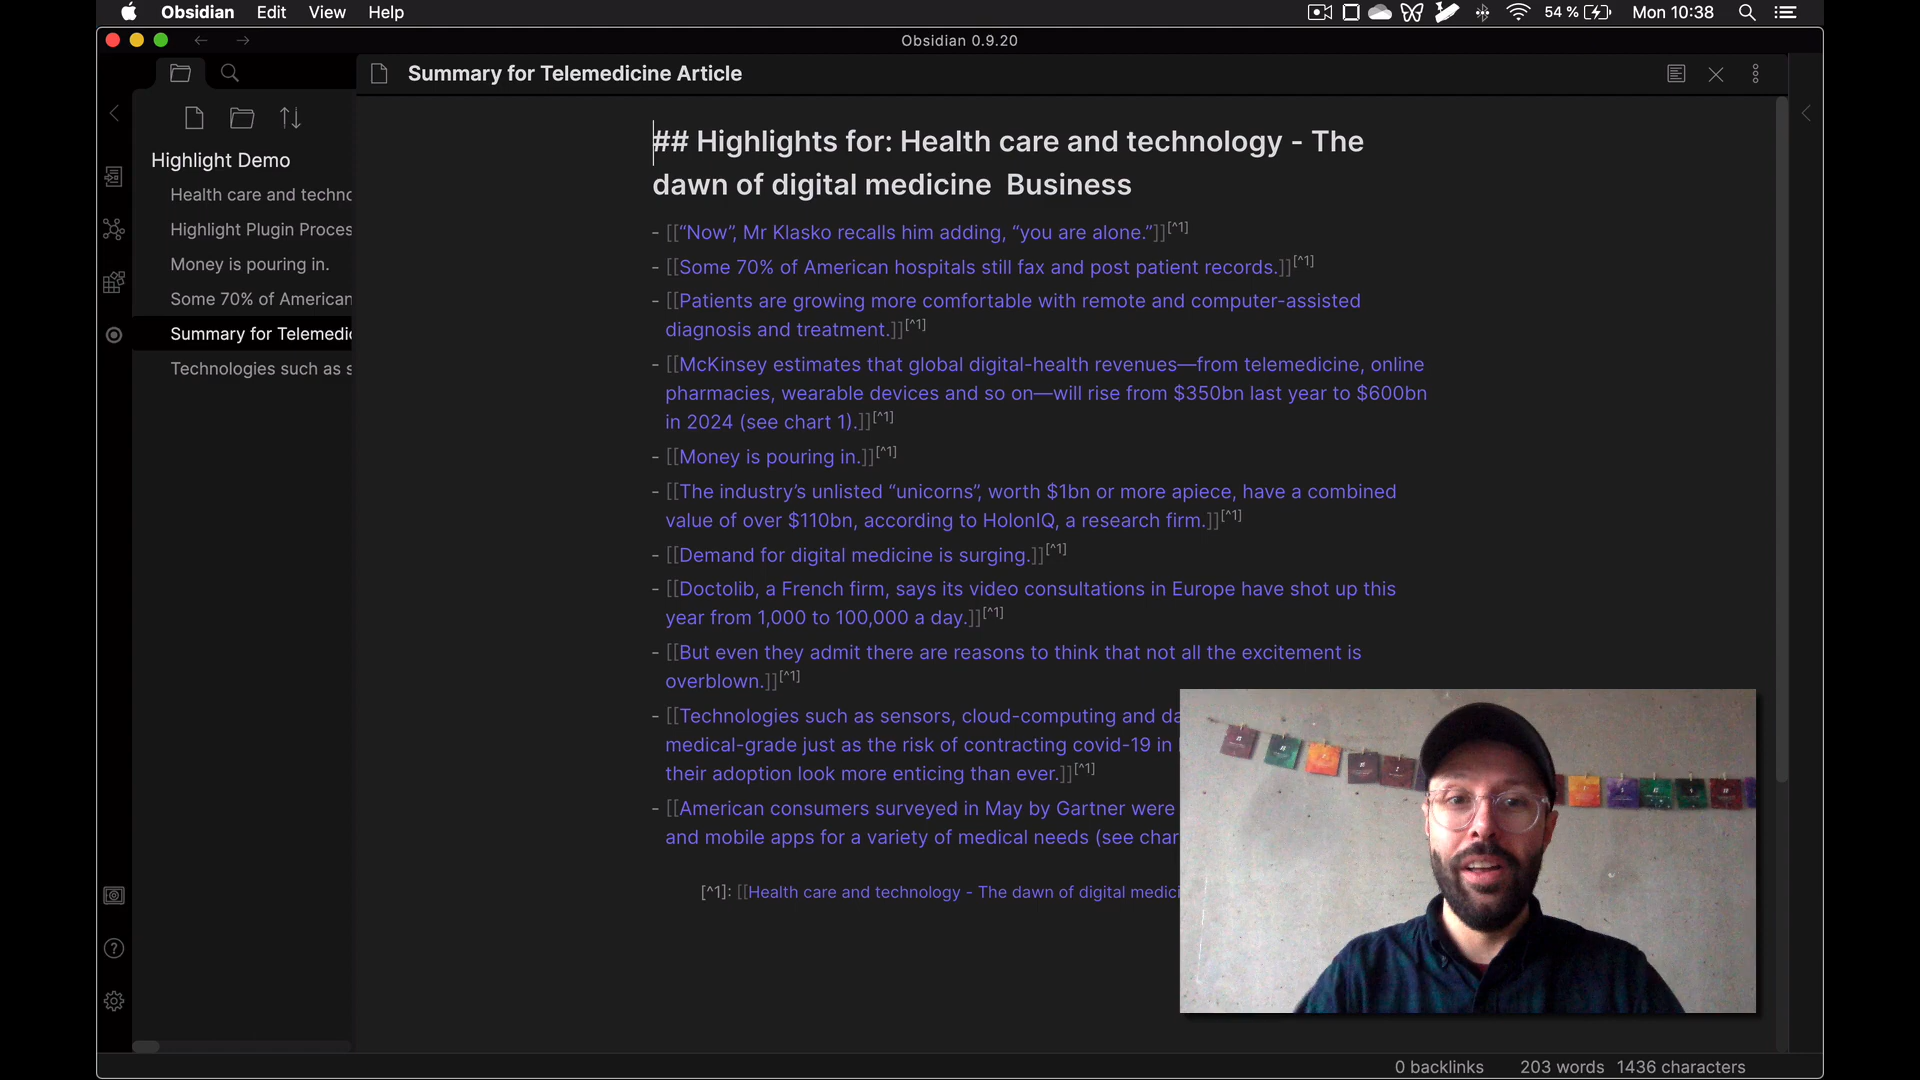 Obsidian Edit View Help 54 % Mon 10:38
Obsidian 0.9.20
Summary for Telemedicine Article
Highlight Demo
Health care and techno
Highlight Plugin Proces
Money is pouring in.
Some 70% of American
Summary for Telemedic
Technologies such as s
## Highlights for: Health care and technology - The
dawn of digital medicine Business
- [[“Now”, Mr Klasko recalls him adding, “you are alone.”]][^1]
- [[Some 70% of American hospitals still fax and post patient records.]][^1]
- [[Patients are growing more comfortable with remote and computer-assisted
diagnosis and treatment.]][^1]
- [[McKinsey estimates that global digital-health revenues—from telemedicine, online
pharmacies, wearable devices and so on—will rise from $350bn last year to $600bn
in 2024 (see chart 1).]][^1]
- [[Money is pouring in.]][^1]
- [[The industry’s unlisted “unicorns”, worth $1bn or more apiece, have a combined
value of over $110bn, according to HolonIQ, a research firm.]][^1]
- [[Demand for digital medicine is surging.]][^1]
- [[Doctolib, a French firm, says its video consultations in Europe have shot up this
year from 1,000 to 100,000 a day.]][^1]
- [[But even they admit there are reasons to think that not all the excitement is
overblown.]][^1]
- [[Technologies such as sensors, cloud-computing and da
medical-grade just as the risk of contracting covid-19 in
their adoption look more enticing than ever.]][^1]
- [[American consumers surveyed in May by Gartner were
and mobile apps for a variety of medical needs (see char
[^1]: [[Health care and technology - The dawn of digital medici
0 backlinks 203 words 1436 characters